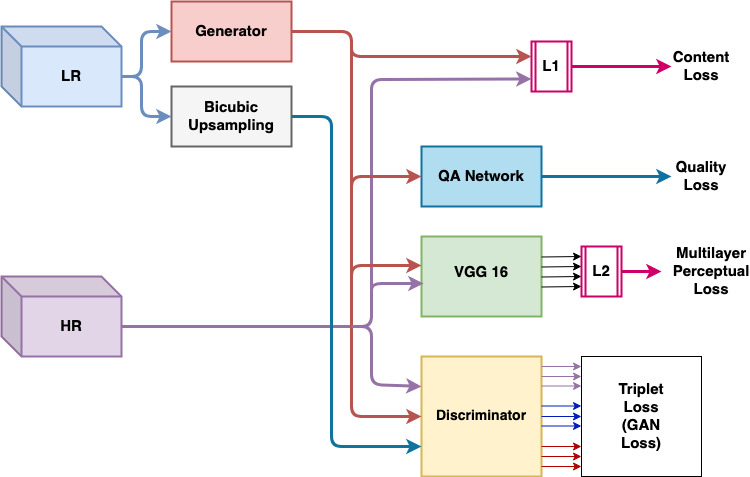 Generator
LR
Bicubic
Upsampling
L1
Content
Loss
QA Network
Quality
Loss
VGG 16
L2
Multilayer
Perceptual
Loss
HR
Discriminator
Triplet
Loss
(GAN
Loss)